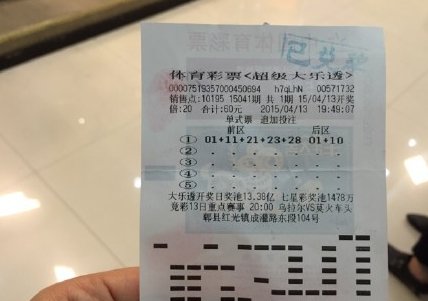 已兑奖
体育彩票<超级大乐透>
00007519357000450694 h7qLhN 00571732
销售点:10195 15041期 共 1期 15/04/13开奖
倍:20 合计:60元 2015/04/13 19:49:07
单式票 追加投注
前区 后区
① 01+11+21+23+28 01+10
②
③
④
⑤
大乐透开奖日奖池13.38亿 七星彩奖池1478万
竞彩13日重点赛事 20:00 乌拉尔VS莫火车头
郫县红光镇成灌路东段104号